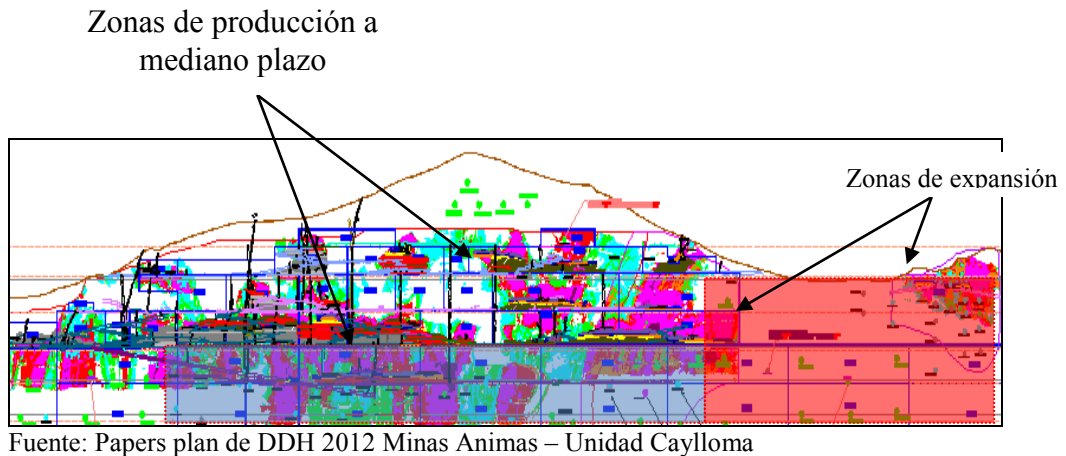 Zonas de producción a
mediano plazo
Zonas de expansión
Fuente: Papers plan de DDH 2012 Minas Animas – Unidad Caylloma